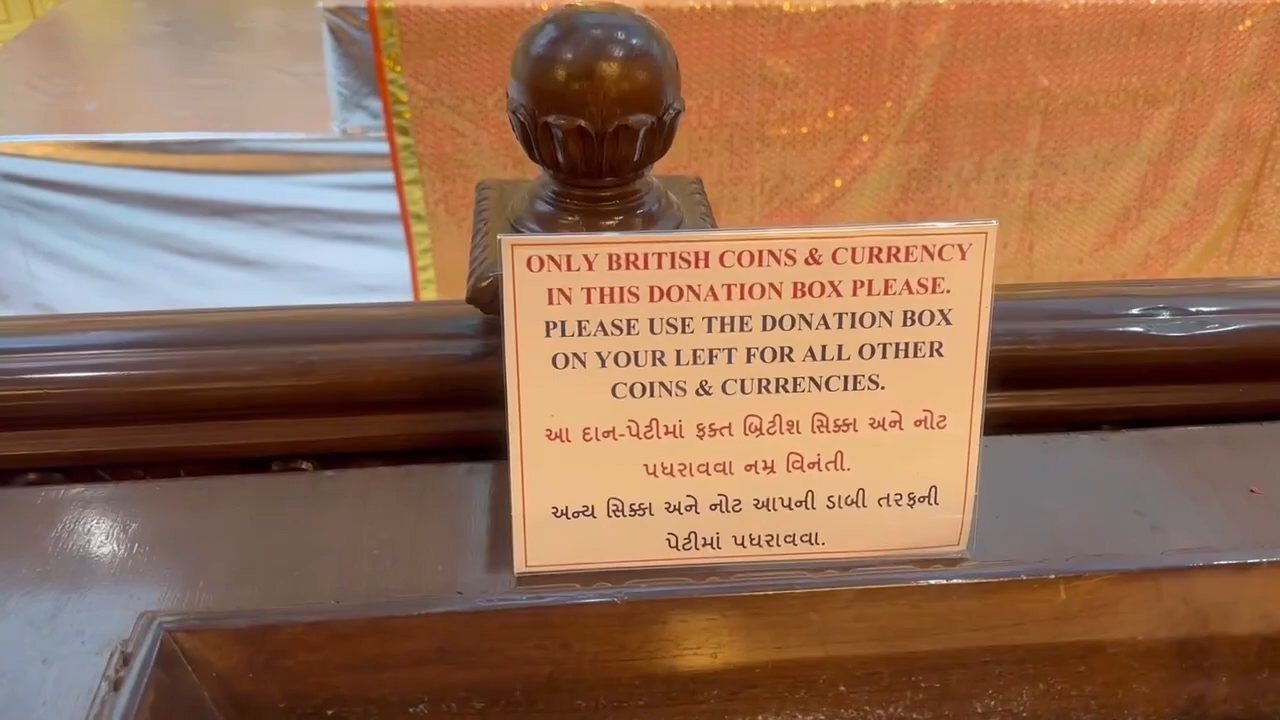 ONLY BRITISH COINS & CURRENCY
IN THIS DONATION BOX PLEASE.
PLEASE USE THE DONATION BOX
ON YOUR LEFT FOR ALL OTHER
COINS & CURRENCIES.
આ દાન-પેટીમાં ફક્ત બ્રિટીશ સિક્કા અને નોટ
પધરાવવા નમ્ર વિનંતી.
અન્ય સિક્કા અને નોટ આપની ડાબી તરફની
પેટીમાં પધરાવવા.